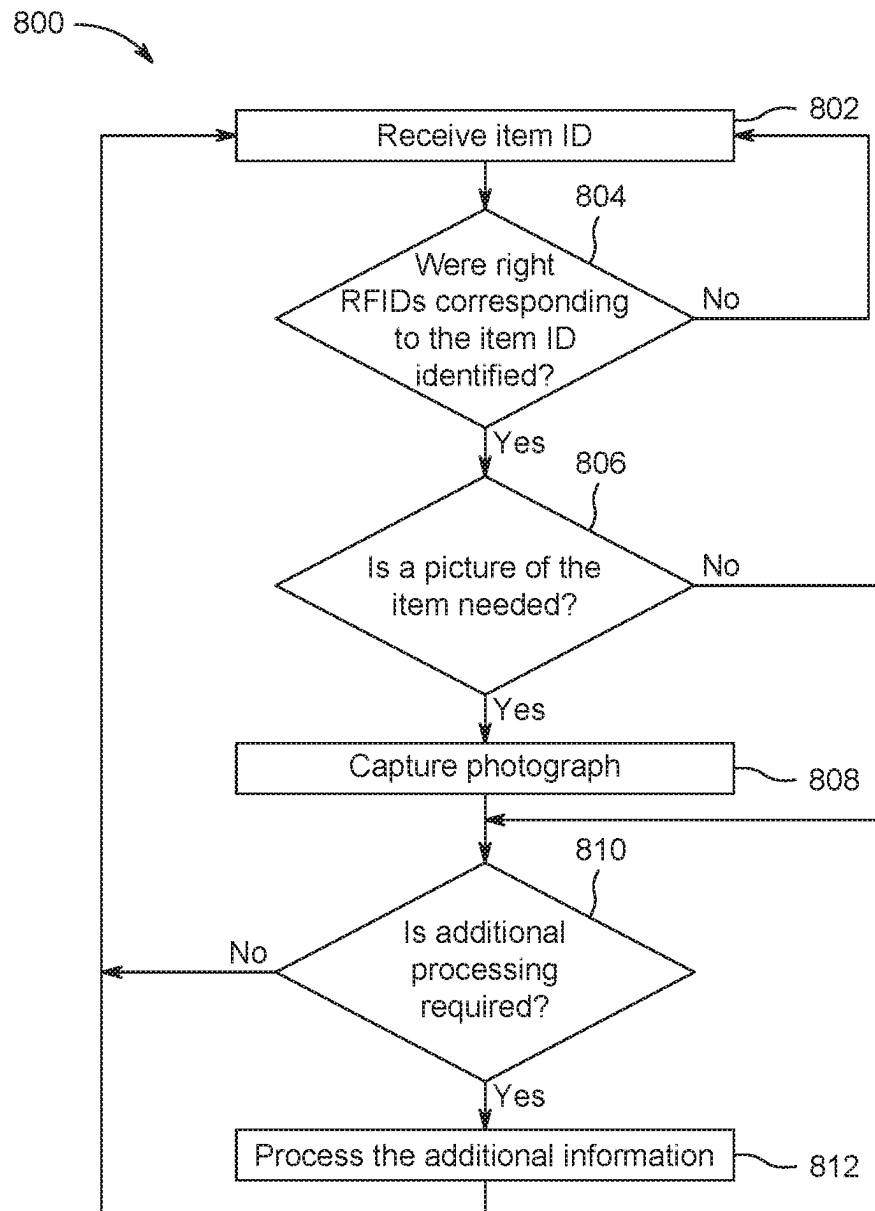 800
802
Receive item ID
804
Were right
RFIDs corresponding
to the item ID
identified?
No
Yes
806
Is a picture of the
item needed?
No
Yes
Capture photograph
808
810
Is additional
processing
required?
No
Yes
Process the additional information
812